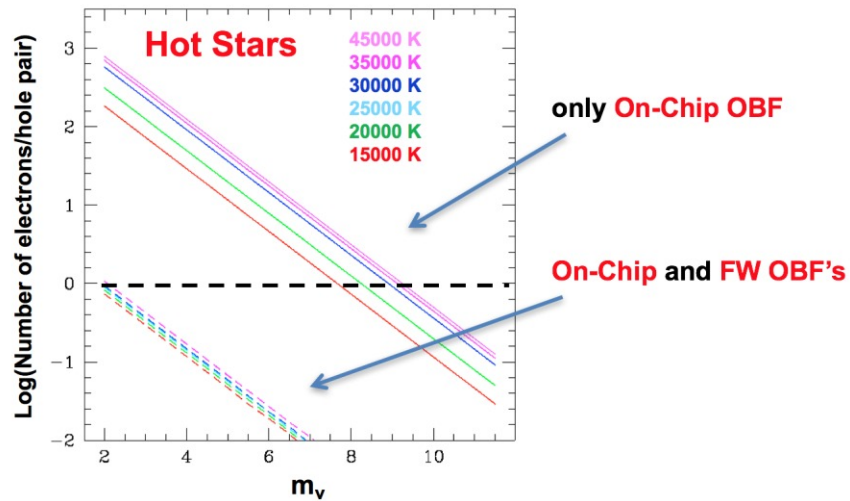 Hot Stars
45000 K
35000 K
30000 K
25000 K
20000 K
15000 K
only On-Chip OBF
On-Chip and FW OBF's
Log(Number of electrons/hole pair)
3
2
1
0
−1
−2
2
4
6
8
10
mv